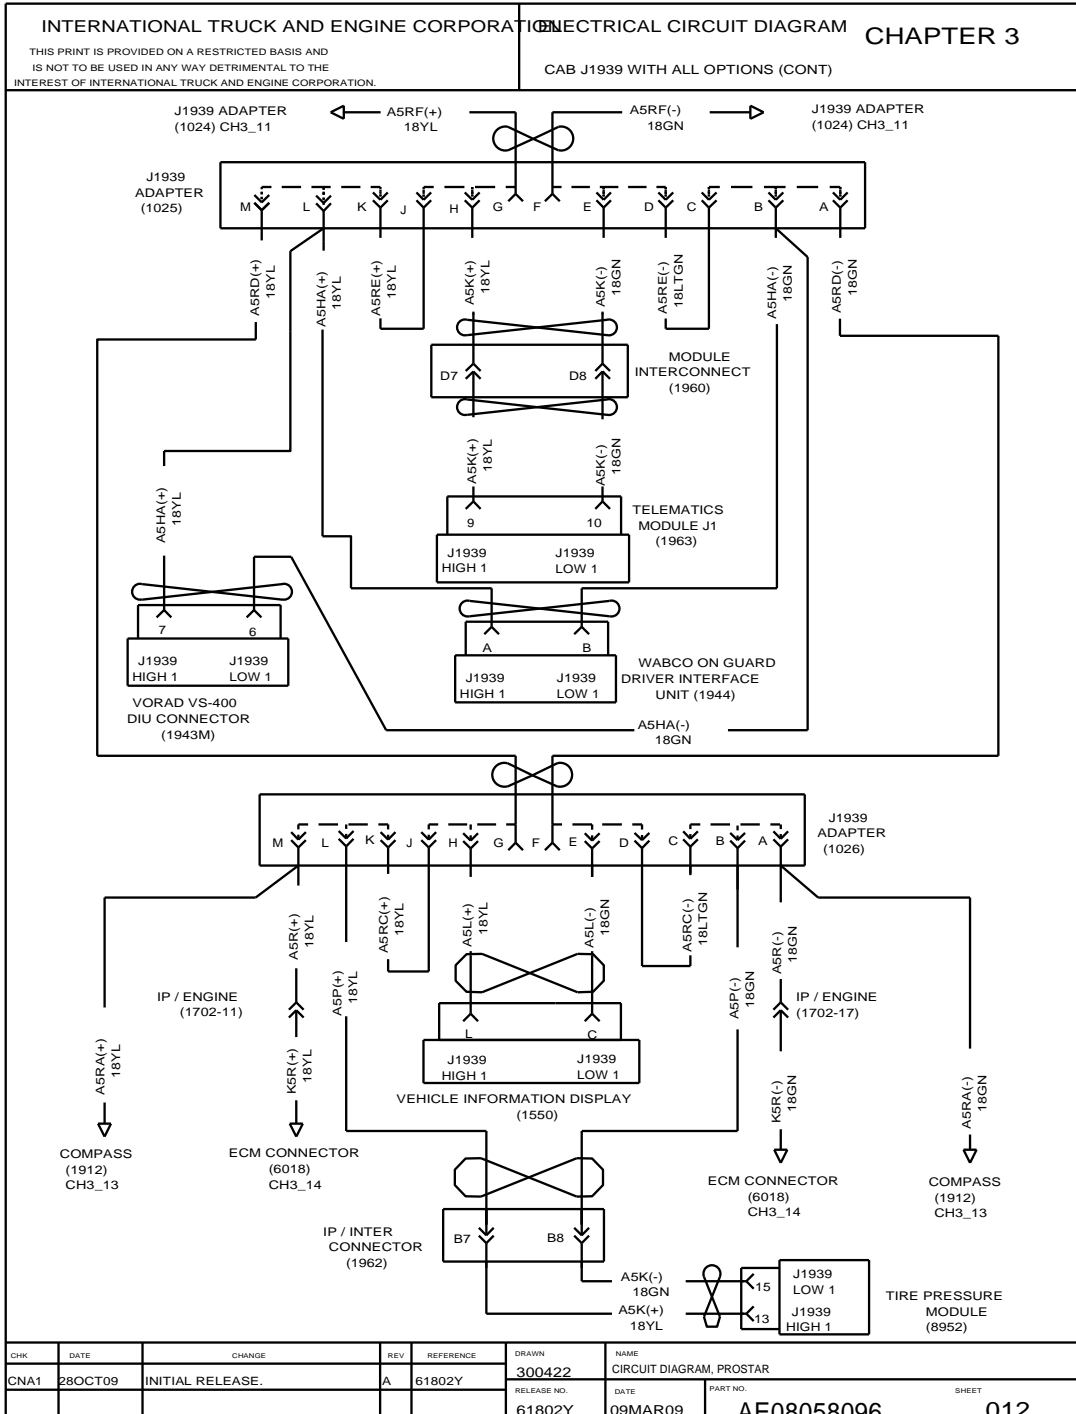 INTERNATIONAL TRUCK AND ENGINE CORPORATION
THIS PRINT IS PROVIDED ON A RESTRICTED BASIS AND
IS NOT TO BE USED IN ANY WAY DETRIMENTAL TO THE
INTEREST OF INTERNATIONAL TRUCK AND ENGINE CORPORATION.
ELECTRICAL CIRCUIT DIAGRAM
CHAPTER 3
CAB J1939 WITH ALL OPTIONS (CONT)
J1939 ADAPTER
(1024) CH3_11
A5RF(+)
18YL
A5RF(-)
18GN
J1939 ADAPTER
(1024) CH3_11
J1939
ADAPTER
(1025)
M L K J H G F E D C B A
A5RD(+)
18YL
A5HA(+)
18YL
A5RE(+)
18YL
A5K(+)
18YL
A5K(-)
18GN
A5RE(-)
18LTGN
A5HA(-)
18GN
A5RD(-)
18GN
D7 D8
MODULE
INTERCONNECT
(1960)
A5K(+)
18YL
A5K(-)
18GN
A5HA(+)
18YL
9 10
J1939
HIGH 1
J1939
LOW 1
TELEMATICS
MODULE J1
(1963)
7 6
J1939
HIGH 1
J1939
LOW 1
VORAD VS-400
DIU CONNECTOR
(1943M)
A B
J1939
HIGH 1
J1939
LOW 1
WABCO ON GUARD
DRIVER INTERFACE
UNIT (1944)
A5HA(-)
18GN
J1939
ADAPTER
(1026)
M L K J H G F E D C B A
A5R(+)
18YL
A5P(+)
18YL
A5RC(+)
18YL
A5L(+)
18YL
A5L(-)
18GN
A5RC(-)
18LTGN
A5P(-)
18GN
A5R(-)
18GN
IP / ENGINE
(1702-11)
IP / ENGINE
(1702-17)
L C
J1939
HIGH 1
J1939
LOW 1
VEHICLE INFORMATION DISPLAY
(1550)
A5RA(+)
18YL
K5R(+)
18YL
K5R(-)
18GN
A5RA(-)
18GN
COMPASS
(1912)
CH3_13
ECM CONNECTOR
(6018)
CH3_14
ECM CONNECTOR
(6018)
CH3_14
COMPASS
(1912)
CH3_13
IP / INTER
CONNECTOR
(1962)
B7 B8
A5K(-)
18GN
A5K(+)
18YL
15
13
J1939
LOW 1
J1939
HIGH 1
TIRE PRESSURE
MODULE
(8952)
CHK DATE CHANGE REV REFERENCE
CNA1 28OCT09 INITIAL RELEASE. A 61802Y
DRAWN
300422
NAME
CIRCUIT DIAGRAM, PROSTAR
RELEASE NO.
61802Y
DATE
09MAR09
PART NO.
AE08058096
SHEET
012